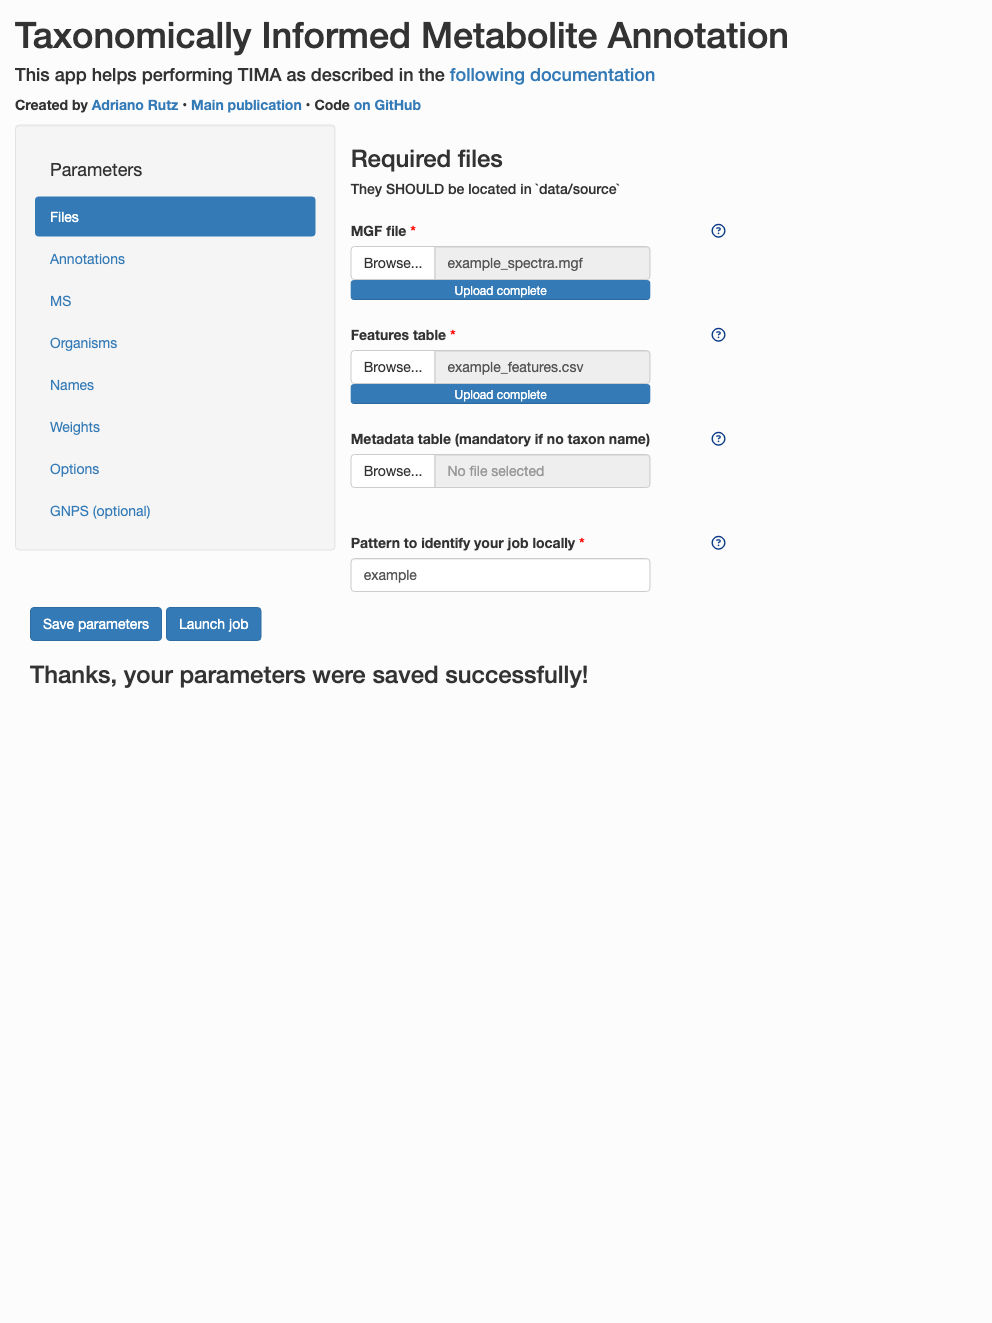 Taxonomically Informed Metabolite Annotation
This app helps performing TIMA as described in the following documentation
Created by Adriano Rutz · Main publication · Code on GitHub
Parameters
Files
Annotations
MS
Organisms
Names
Weights
Options
GNPS (optional)
Required files
They SHOULD be located in `data/source`
MGF file *
Browse... example_spectra.mgf
Upload complete
Features table *
Browse... example_features.csv
Upload complete
Metadata table (mandatory if no taxon name)
Browse... No file selected
Pattern to identify your job locally *
example
Save parameters Launch job
Thanks, your parameters were saved successfully!